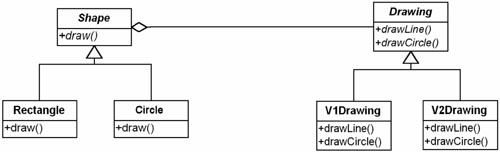 Shape
+draw()
Drawing
+drawLine()
+drawCircle()
Rectangle
+draw()
Circle
+draw()
V1Drawing
+drawLine()
+drawCircle()
V2Drawing
+drawLine()
+drawCircle()